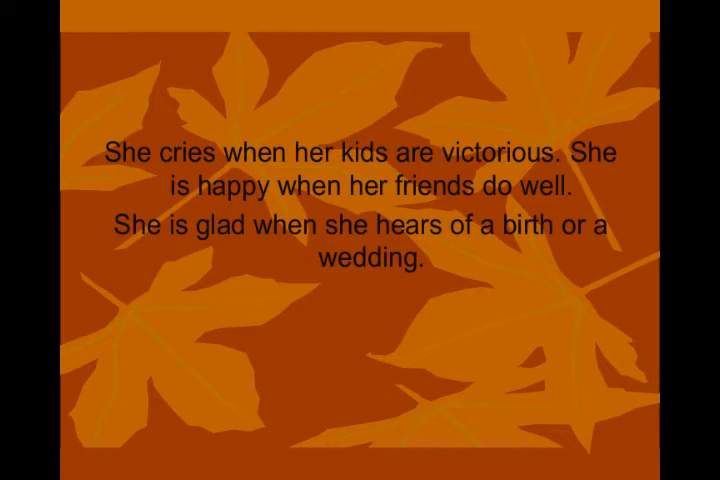 She cries when her kids are victorious. She
is happy when her friends do well.
She is glad when she hears of a birth or a
wedding.